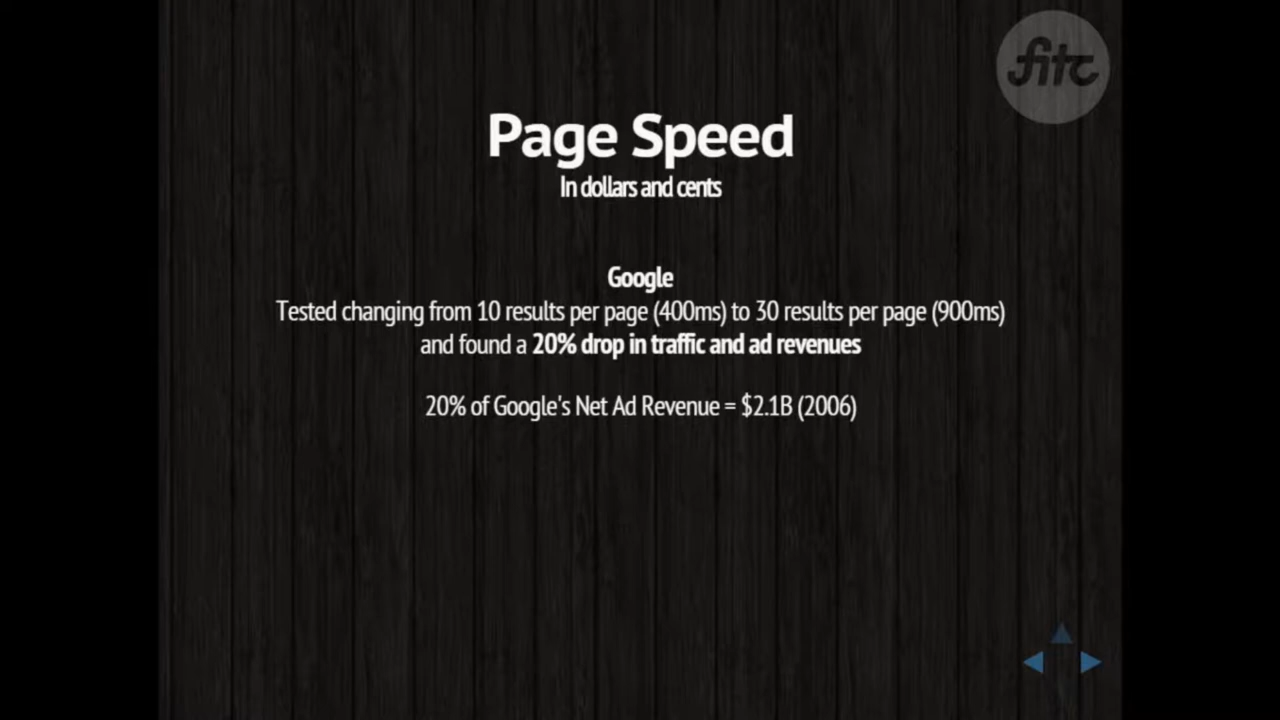 fitc
Page Speed
In dollars and cents
Google
Tested changing from 10 results per page (400ms) to 30 results per page (900ms)
and found a 20% drop in traffic and ad revenues
20% of Google's Net Ad Revenue = $2.1B (2006)